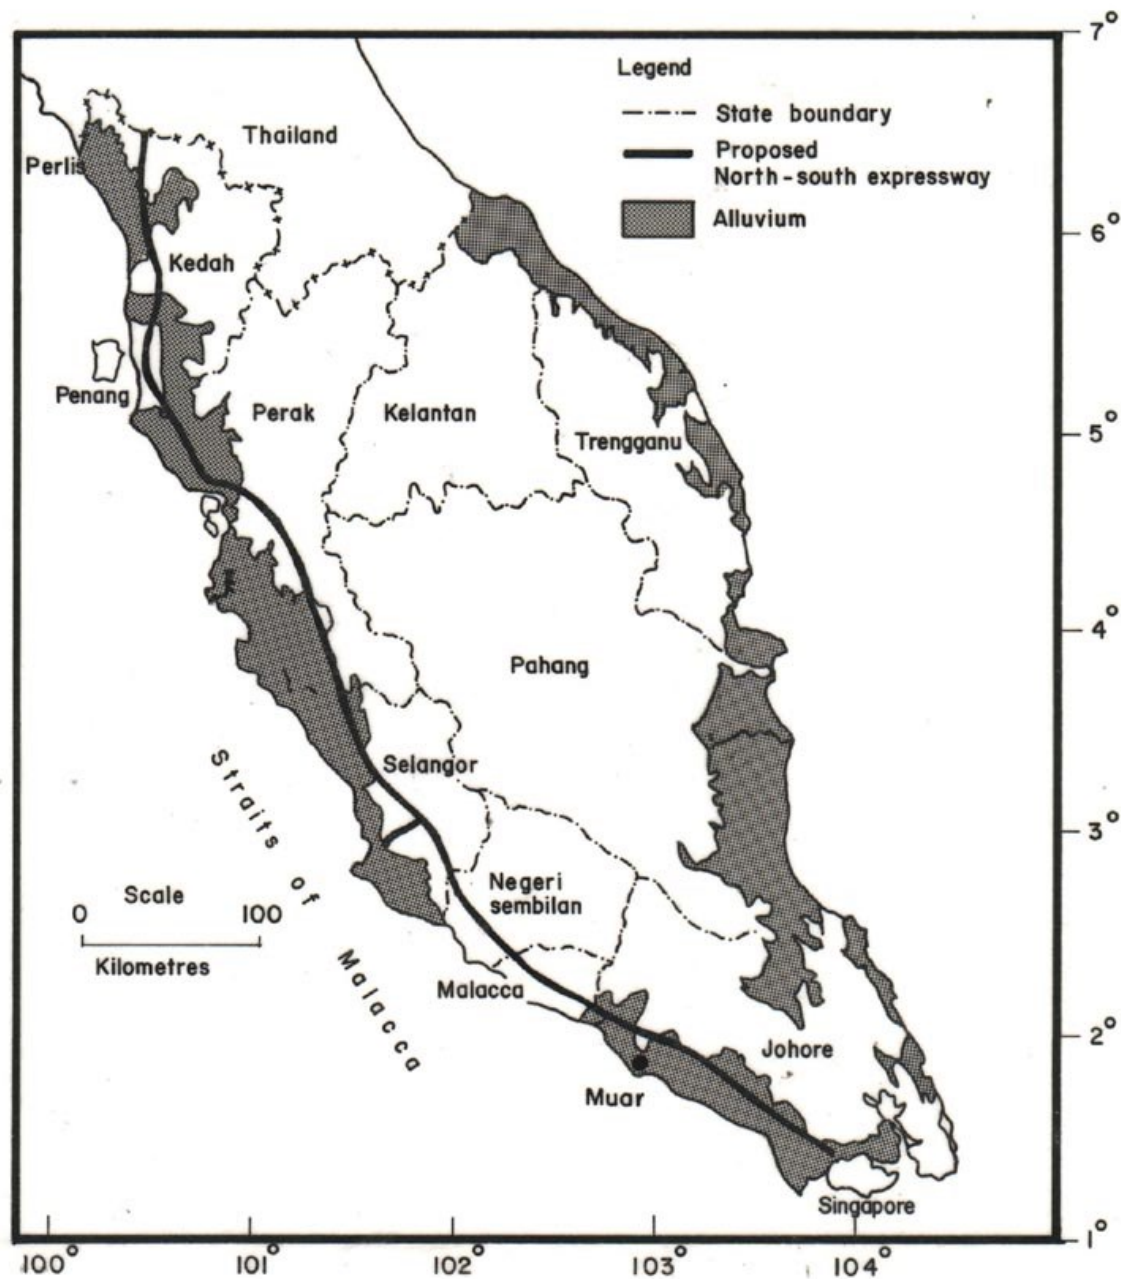 7°
Legend
State boundary
Proposed
North-south expressway
Alluvium
Thailand
Perlis
6°
Kedah
Penang
Perak
Kelantan
Trengganu
5°
4°
Pahang
Selangor
Straits of Malacca
3°
Scale
0 100
Kilometres
Negeri
sembilan
Malacca
2°
Johore
Muar
Singapore
1°
100° 101° 102° 103° 104°